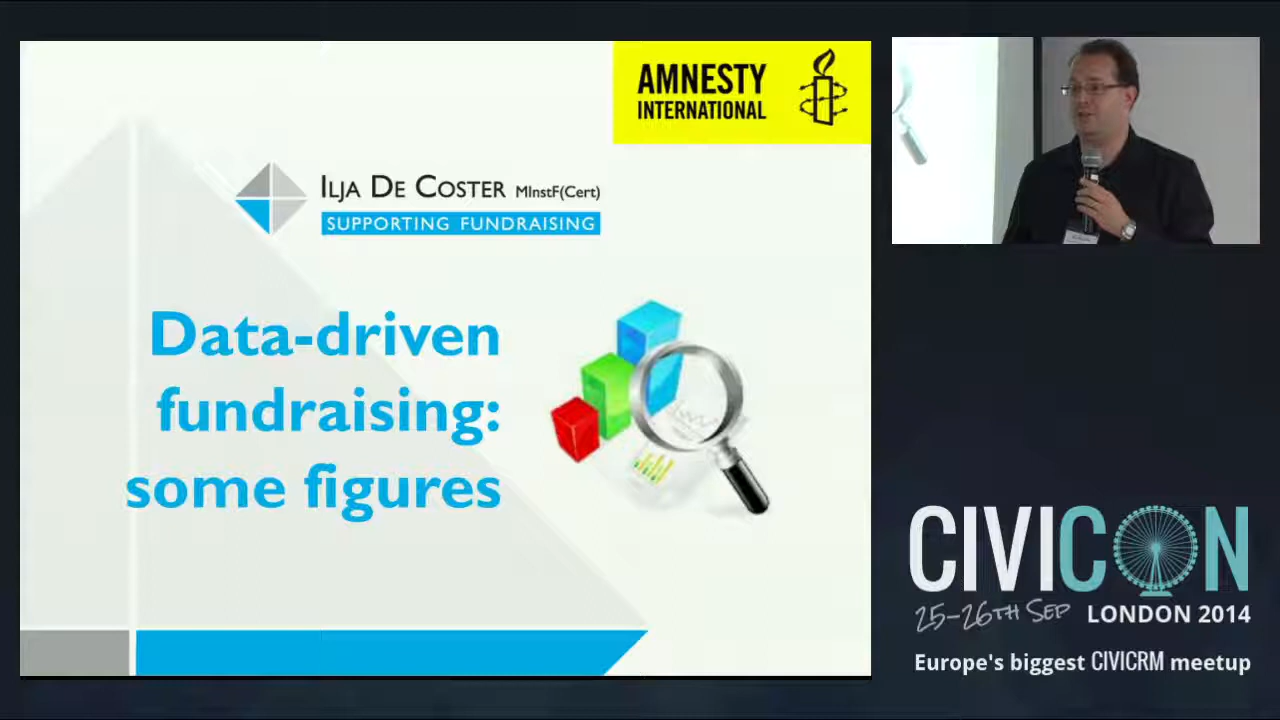 AMNESTY
INTERNATIONAL
ILJA DE COSTER MInstF(Cert)
SUPPORTING FUNDRAISING
Data-driven
fundraising:
some figures
CIVICON
25-26TH SEP LONDON 2014
Europe's biggest CIVICRM meetup